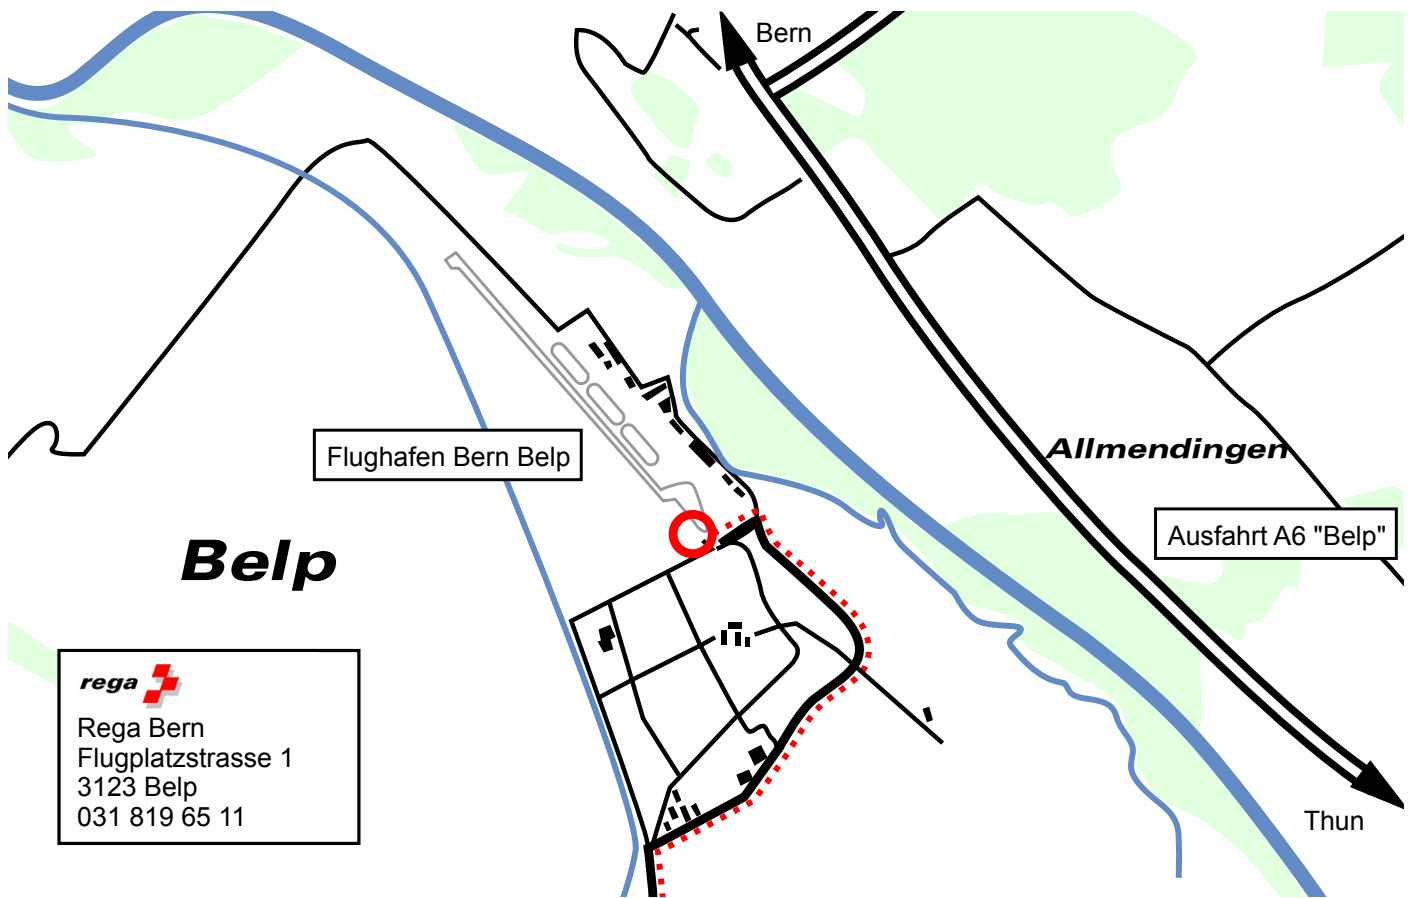 Bern
Allmendingen
Flughafen Bern Belp
Ausfahrt A6 "Belp"
Belp
rega
Rega Bern
Flugplatzstrasse 1
3123 Belp
031 819 65 11
Thun